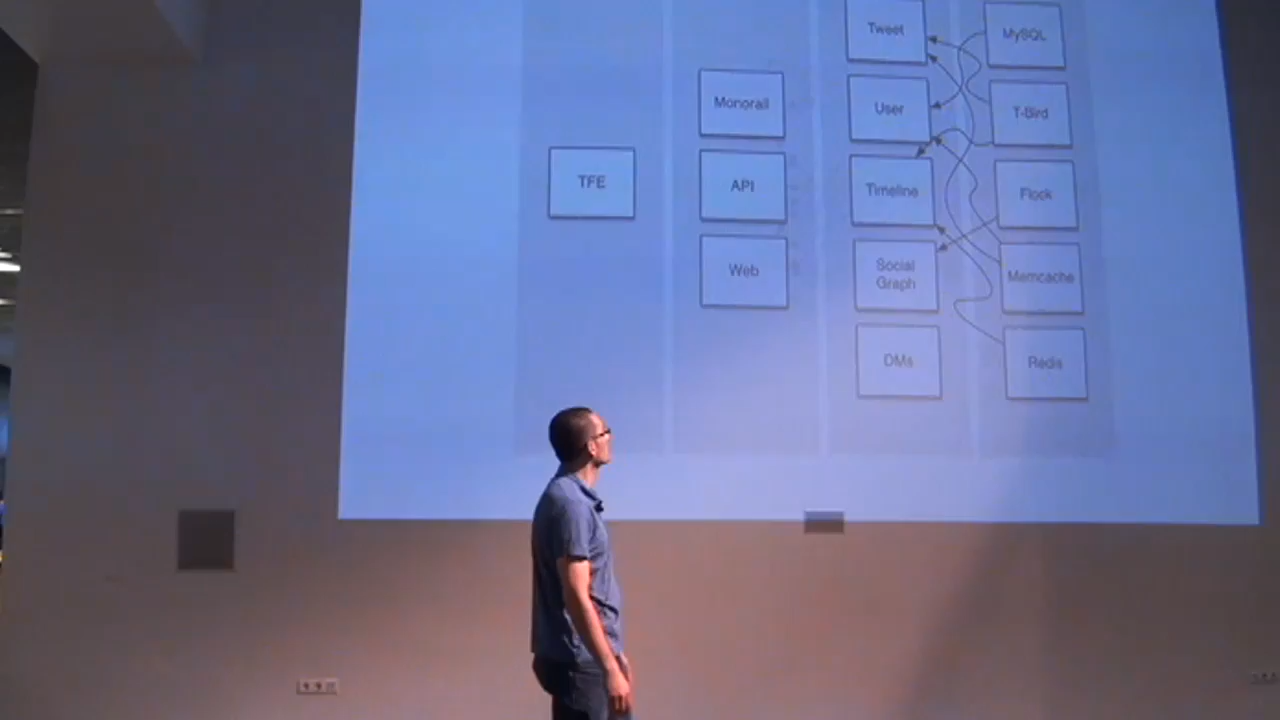 TFE
Monorail
API
Web
Tweet
User
Timeline
Social
Graph
DMs
MySQL
T-Bird
Flock
Memcache
Redis